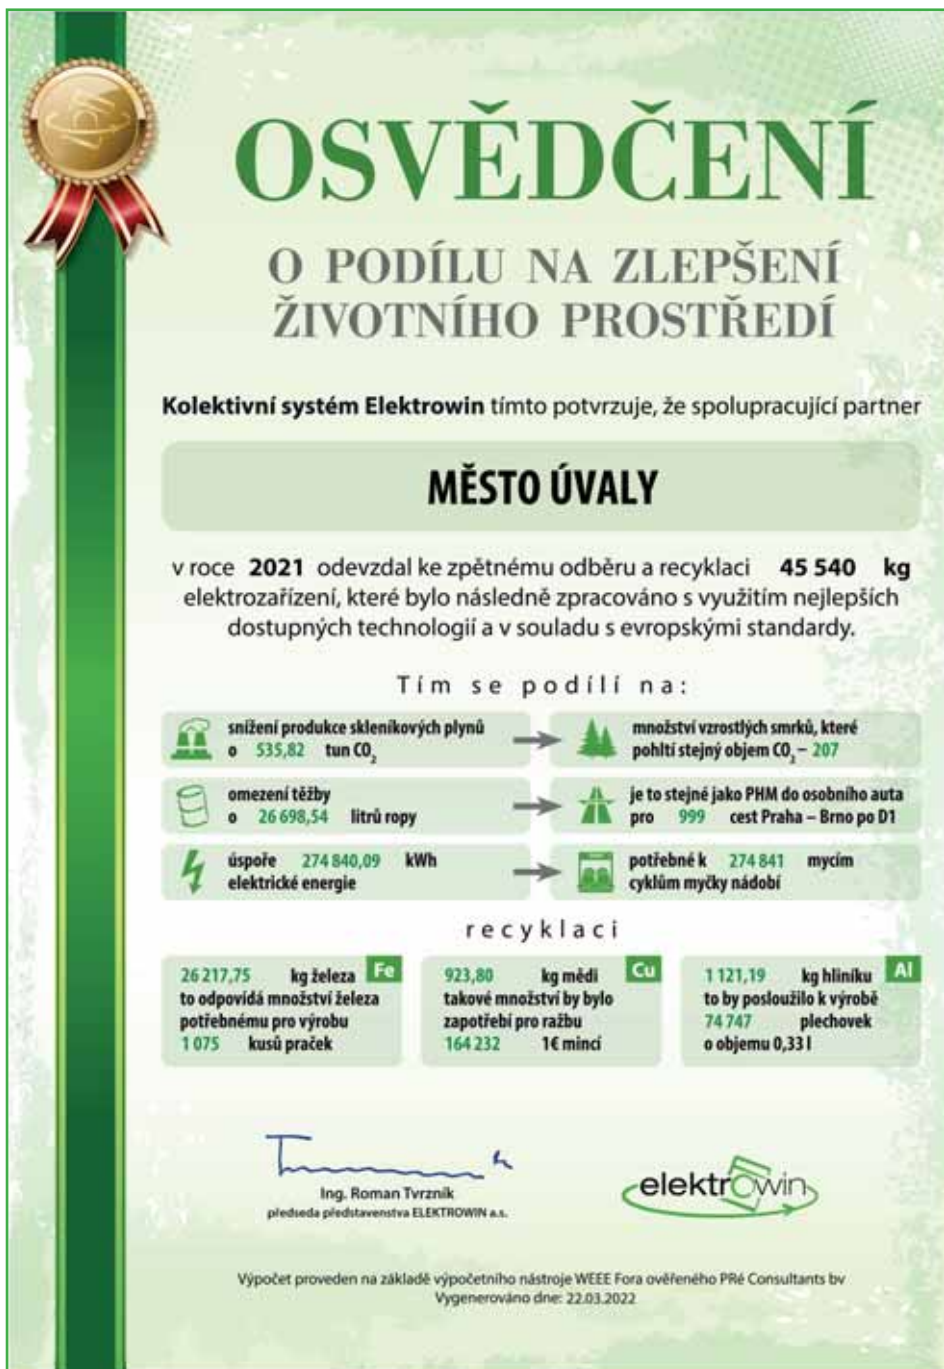 OSVĚDČENÍ
O PODÍLU NA ZLEPŠENÍ
ŽIVOTNÍHO PROSTŘEDÍ
Kolektivní systém Elektrowin tímto potvrzuje, že spolupracující partner
MĚSTO ÚVALY
v roce 2021 odevzdal ke zpětnému odběru a recyklaci 45 540 kg
elektrozařízení, které bylo následně zpracováno s využitím nejlepších
dostupných technologií a v souladu s evropskými standardy.
Tím se podílí na:
snížení produkce skleníkových plynů
o 535,82 tun CO₂
množství vzrostlých smrků, které
pohltí stejný objem CO₂ – 207
omezení těžby
o 26 698,54 litrů ropy
je to stejné jako PHM do osobního auta
pro 999 cest Praha – Brno po D1
úspoře 274 840,09 kWh
elektrické energie
potřebné k 274 841 mycím
cyklům myčky nádobí
recyklaci
26 217,75 kg železa Fe
to odpovídá množství železa
potřebnému pro výrobu
1 075 kusů praček
923,80 kg mědi Cu
takové množství by bylo
zapotřebí pro ražbu
164 232 1€ mincí
1 121,19 kg hliníku Al
to by posloužilo k výrobě
74 747 plechovek
o objemu 0,33 l
Ing. Roman Tvrzník
předseda představenstva ELEKTROWIN a.s.
elektrowin
Výpočet proveden na základě výpočetního nástroje WEEE Fora ověřeného PRé Consultants bv
Vygenerováno dne: 22.03.2022